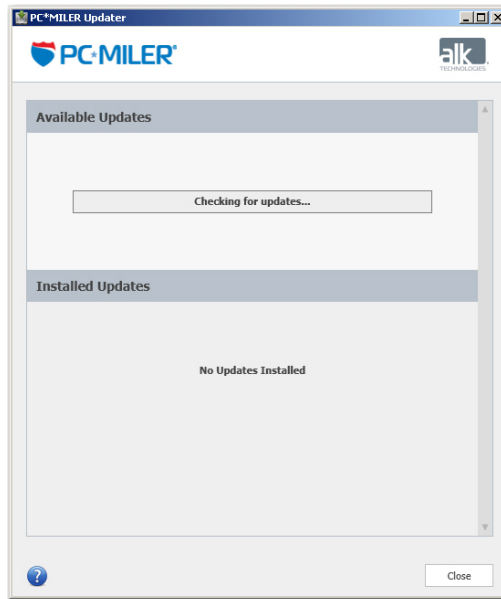 PC*MILER Updater
PC*MILER®
alk
TECHNOLOGIES
Available Updates
Checking for updates...
Installed Updates
No Updates Installed
?
Close